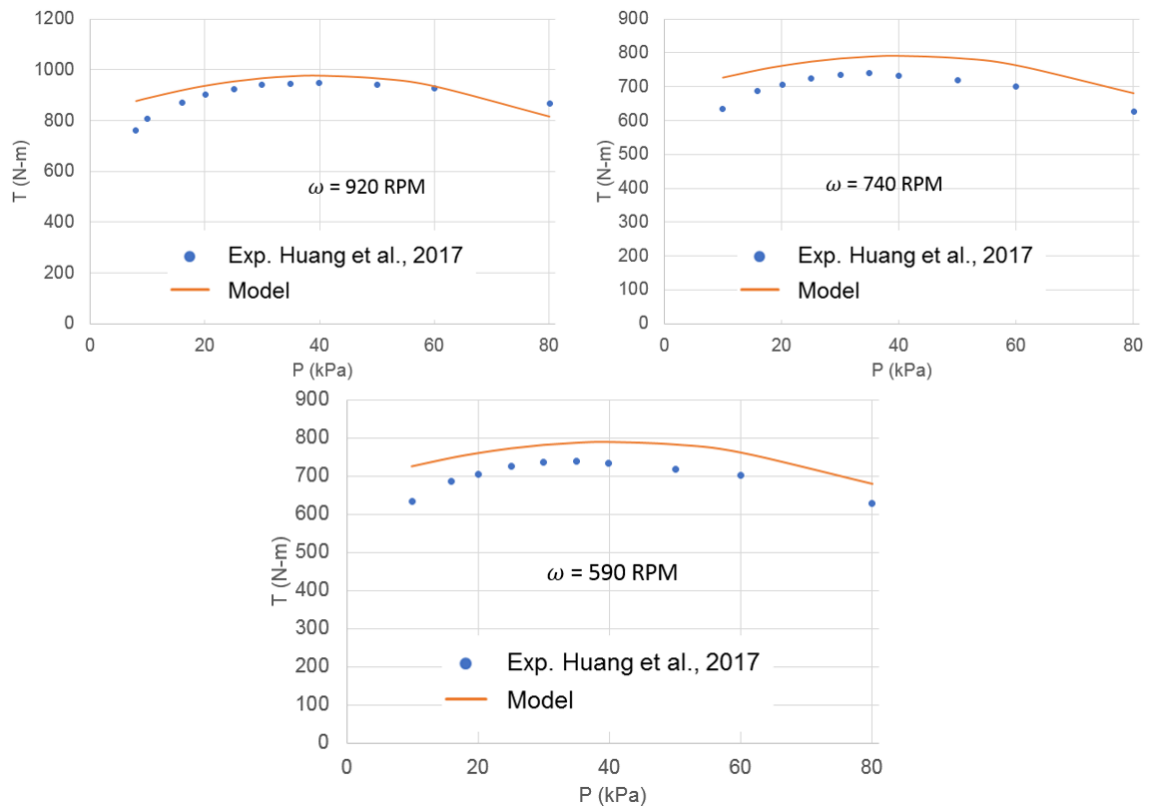 1200
1000
800
600
400
200
0
0 20 40 60 80
T (N-m)
P (kPa)
𝜔 = 920 RPM
Exp. Huang et al., 2017
Model
900
800
700
600
500
400
300
200
100
0
0 20 40 60 80
T (N-m)
P (kPa)
𝜔 = 740 RPM
Exp. Huang et al., 2017
Model
900
800
700
600
500
400
300
200
100
0
0 20 40 60 80
T (N-m)
P (kPa)
𝜔 = 590 RPM
Exp. Huang et al., 2017
Model